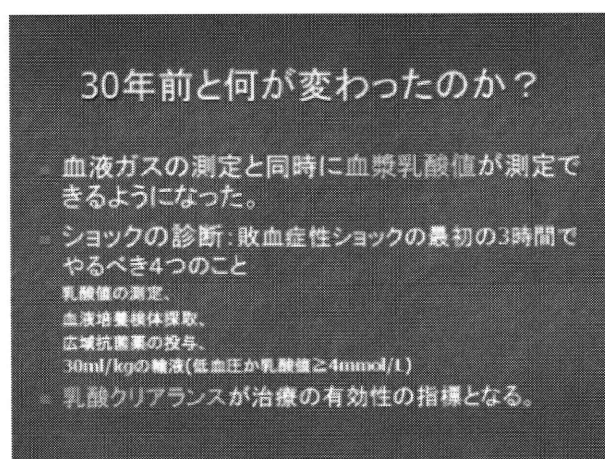 30年前と何が変わったのか？
血液ガスの測定と同時に血漿乳酸値が測定で
きるようになった。
ショックの診断：敗血症性ショックの最初の3時間で
やるべき4つのこと
乳酸値の測定、
血液培養検体採取、
広域抗菌薬の投与、
30ml/kgの輸液(低血圧か乳酸値≧4mmol/L)
乳酸クリアランスが治療の有効性の指標となる。